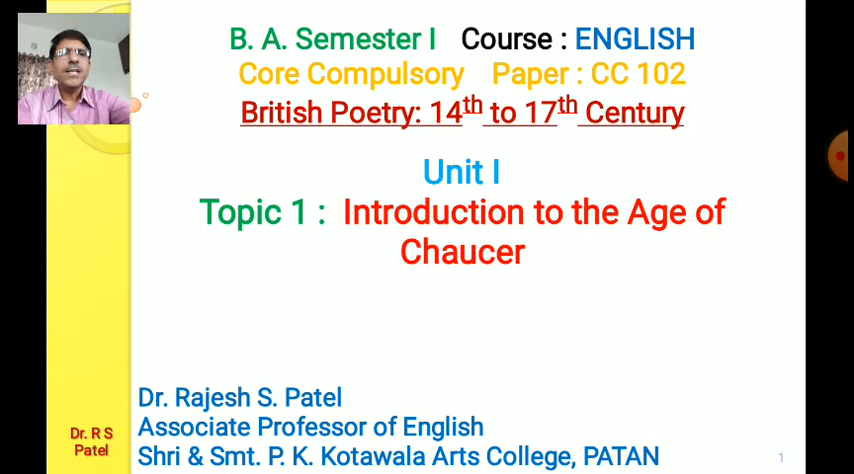 B. A. Semester I Course : ENGLISH
Core Compulsory Paper : CC 102
British Poetry: 14th to 17th Century
Unit I
Topic 1 : Introduction to the Age of
Chaucer
Dr. Rajesh S. Patel
Associate Professor of English
Shri & Smt. P. K. Kotawala Arts College, PATAN
Dr. R S
Patel
1